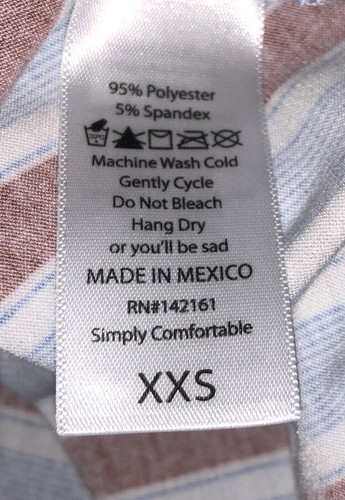 95% Polyester
5% Spandex
Machine Wash Cold
Gently Cycle
Do Not Bleach
Hang Dry
or you'll be sad
MADE IN MEXICO
RN#142161
Simply Comfortable
XXS